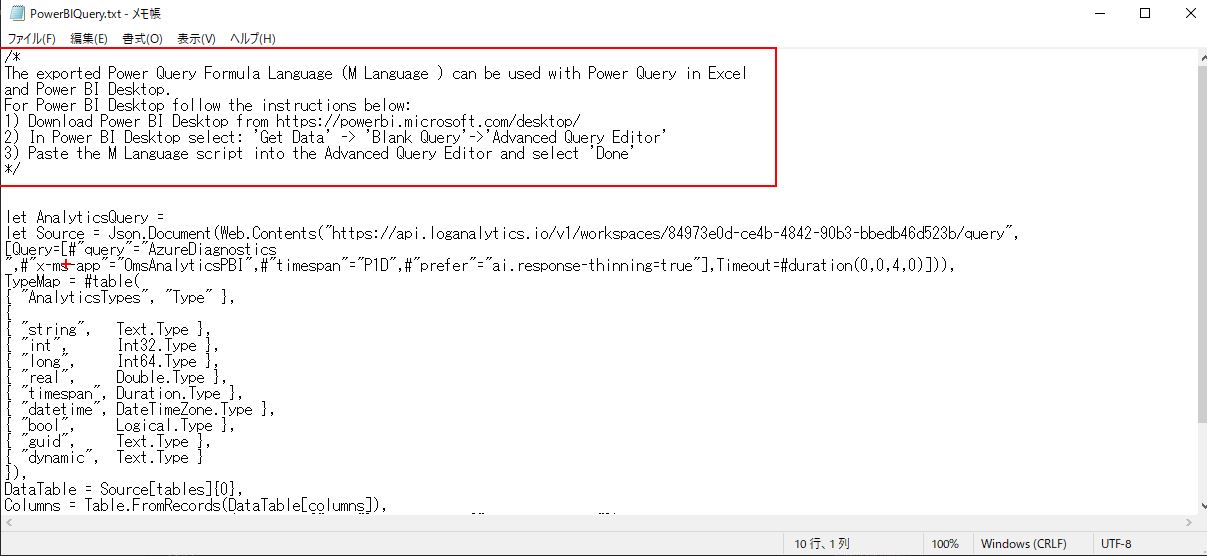 PowerBIQuery.txt - メモ帳
ファイル(F) 編集(E) 書式(O) 表示(V) ヘルプ(H)
/*
The exported Power Query Formula Language (M Language ) can be used with Power Query in Excel
and Power BI Desktop.
For Power BI Desktop follow the instructions below:
1) Download Power BI Desktop from https://powerbi.microsoft.com/desktop/
2) In Power BI Desktop select: 'Get Data' -> 'Blank Query'->'Advanced Query Editor'
3) Paste the M Language script into the Advanced Query Editor and select 'Done'
*/
let AnalyticsQuery =
let Source = Json.Document(Web.Contents("https://api.loganalytics.io/v1/workspaces/84973e0d-ce4b-4842-90b3-bbedb46d523b/query",
[Query=[#"query"="AzureDiagnostics
",#"x-ms-app"="OmsAnalyticsPBI",#"timespan"="P1D",#"prefer"="ai.response-thinning=true"],Timeout=#duration(0,0,4,0)])),
TypeMap = #table(
{ "AnalyticsTypes", "Type" },
{
{ "string", Text.Type },
{ "int", Int32.Type },
{ "long", Int64.Type },
{ "real", Double.Type },
{ "timespan", Duration.Type },
{ "datetime", DateTimeZone.Type },
{ "bool", Logical.Type },
{ "guid", Text.Type },
{ "dynamic", Text.Type }
}),
DataTable = Source[tables]{0},
Columns = Table.FromRecords(DataTable[columns]),
10 行、1 列 100% Windows (CRLF) UTF-8